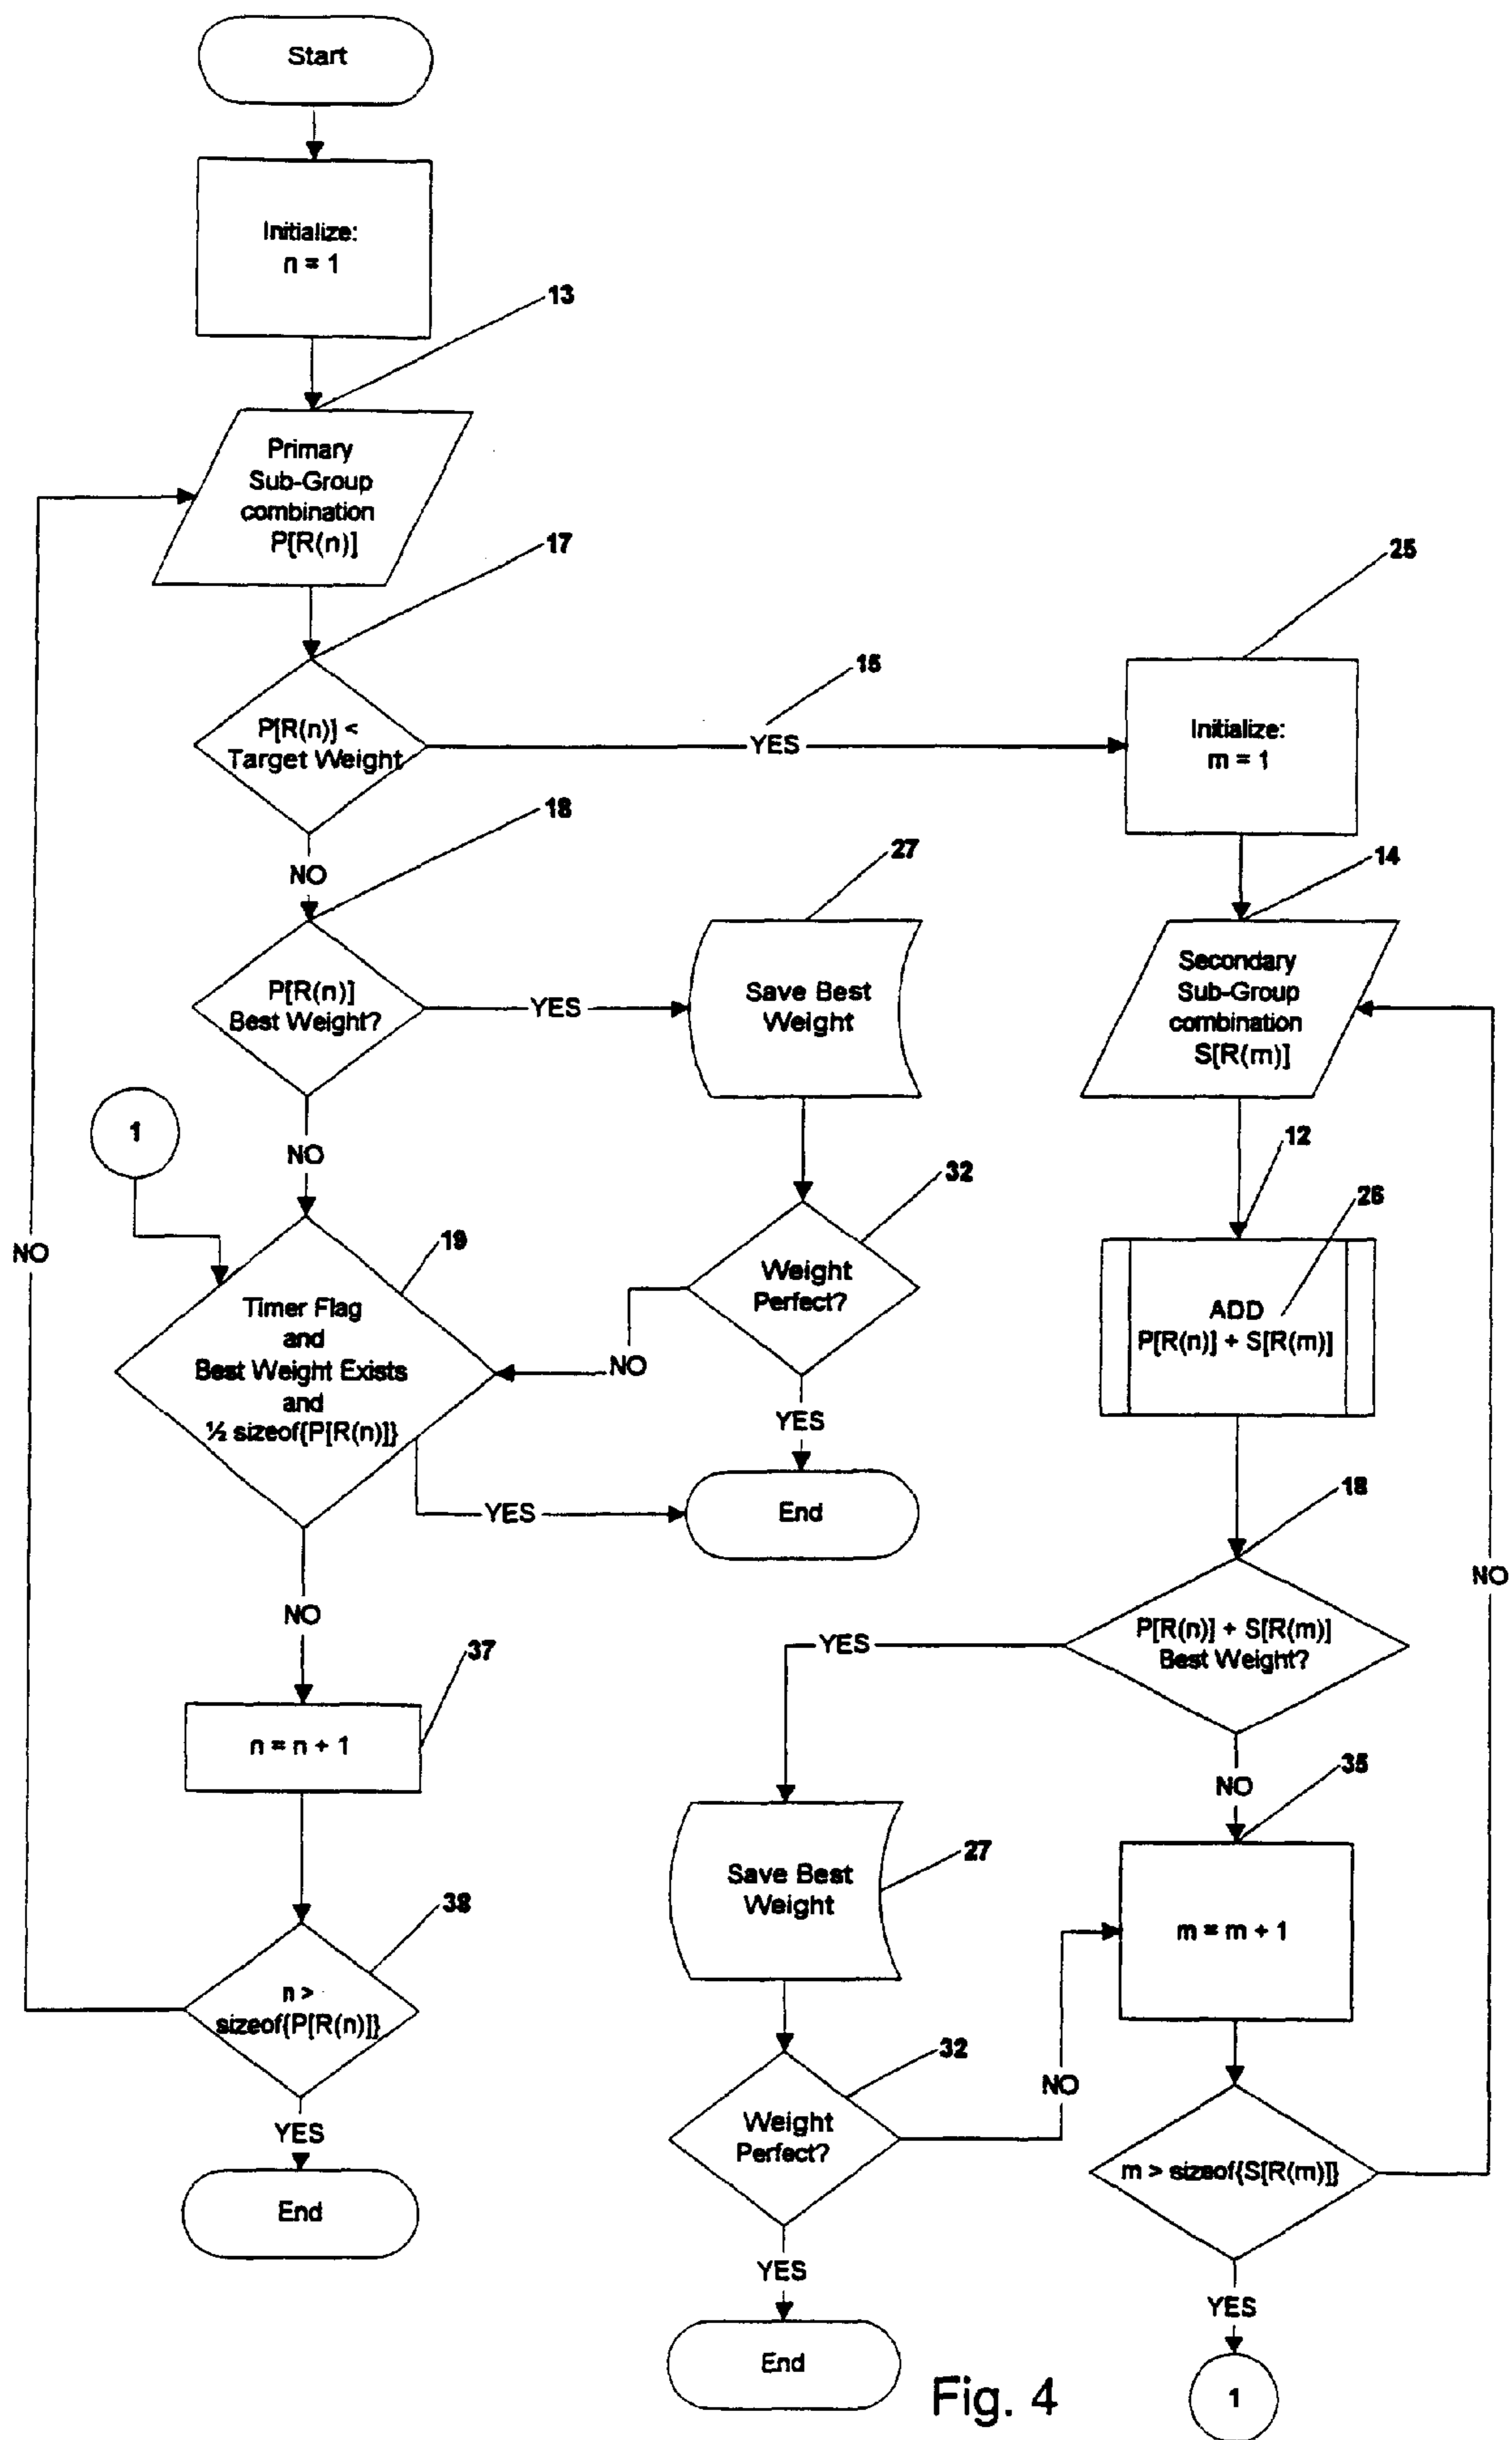 Start
Initialize:
n = 1
13
Primary
Sub-Group
combination
P[R(n)]
17
P[R(n)] <
Target Weight
15
YES
25
Initialize:
m = 1
NO
18
P[R(n)]
Best Weight?
YES
27
Save Best
Weight
14
Secondary
Sub-Group
combination
S[R(m)]
1
NO
NO
19
Timer Flag
and
Best Weight Exists
and
½ sizeof{P[R(n)]}
32
Weight
Perfect?
NO
YES
YES
End
12
26
ADD
P[R(n)] + S[R(m)]
18
P[R(n)] + S[R(m)]
Best Weight?
NO
YES
NO
37
n = n + 1
38
n >
sizeof{P[R(n)]}
YES
End
27
Save Best
Weight
32
Weight
Perfect?
NO
YES
End
NO
35
m = m + 1
m > sizeof{S[R(m)]}
YES
1
Fig. 4